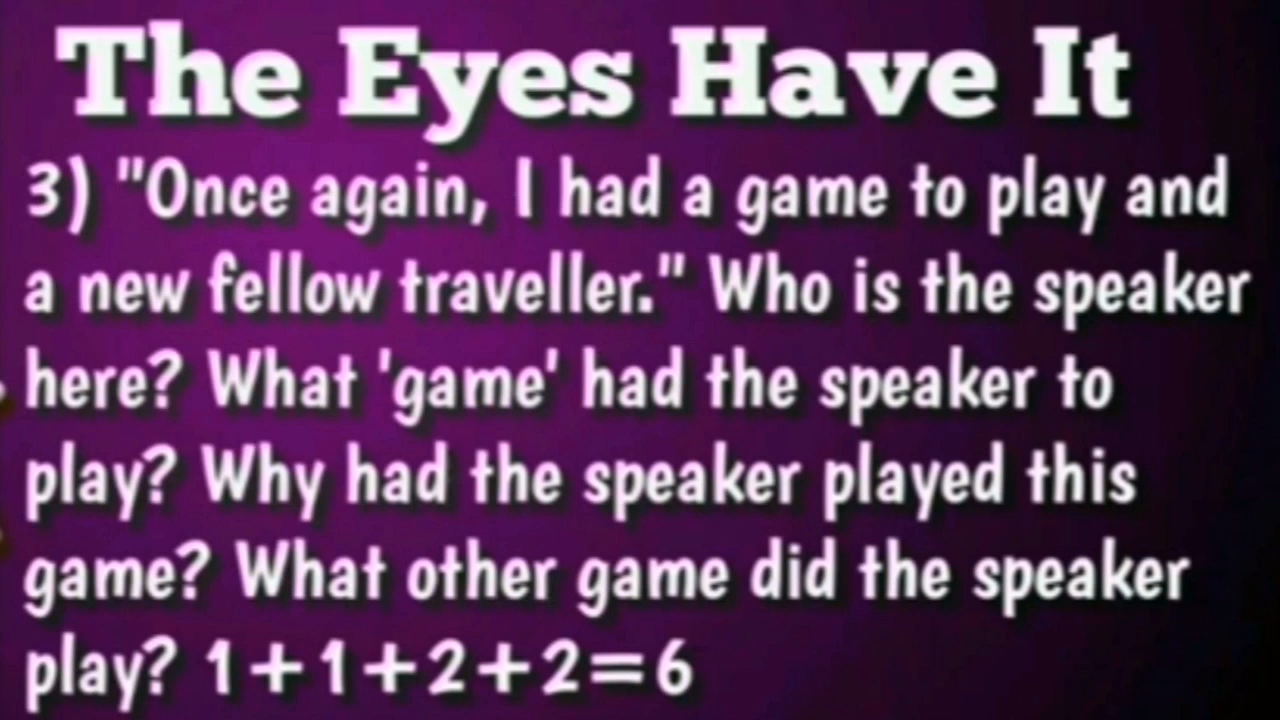 The Eyes Have It
3) "Once again, I had a game to play and
a new fellow traveller." Who is the speaker
here? What 'game' had the speaker to
play? Why had the speaker played this
game? What other game did the speaker
play? 1+1+2+2=6